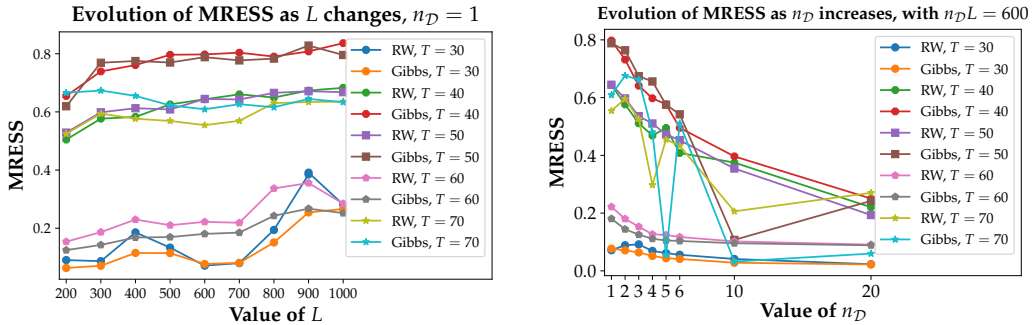 Evolution of MRESS as L changes, n_𝒟 = 1
MRESS
0.8
0.6
0.4
0.2
200 300 400 500 600 700 800 900 1000
Value of L
RW, T = 30
Gibbs, T = 30
RW, T = 40
Gibbs, T = 40
RW, T = 50
Gibbs, T = 50
RW, T = 60
Gibbs, T = 60
RW, T = 70
Gibbs, T = 70
Evolution of MRESS as n_𝒟 increases, with n_𝒟L = 600
MRESS
0.8
0.6
0.4
0.2
0.0
1 2 3 4 5 6 10 20
Value of n_𝒟
RW, T = 30
Gibbs, T = 30
RW, T = 40
Gibbs, T = 40
RW, T = 50
Gibbs, T = 50
RW, T = 60
Gibbs, T = 60
RW, T = 70
Gibbs, T = 70